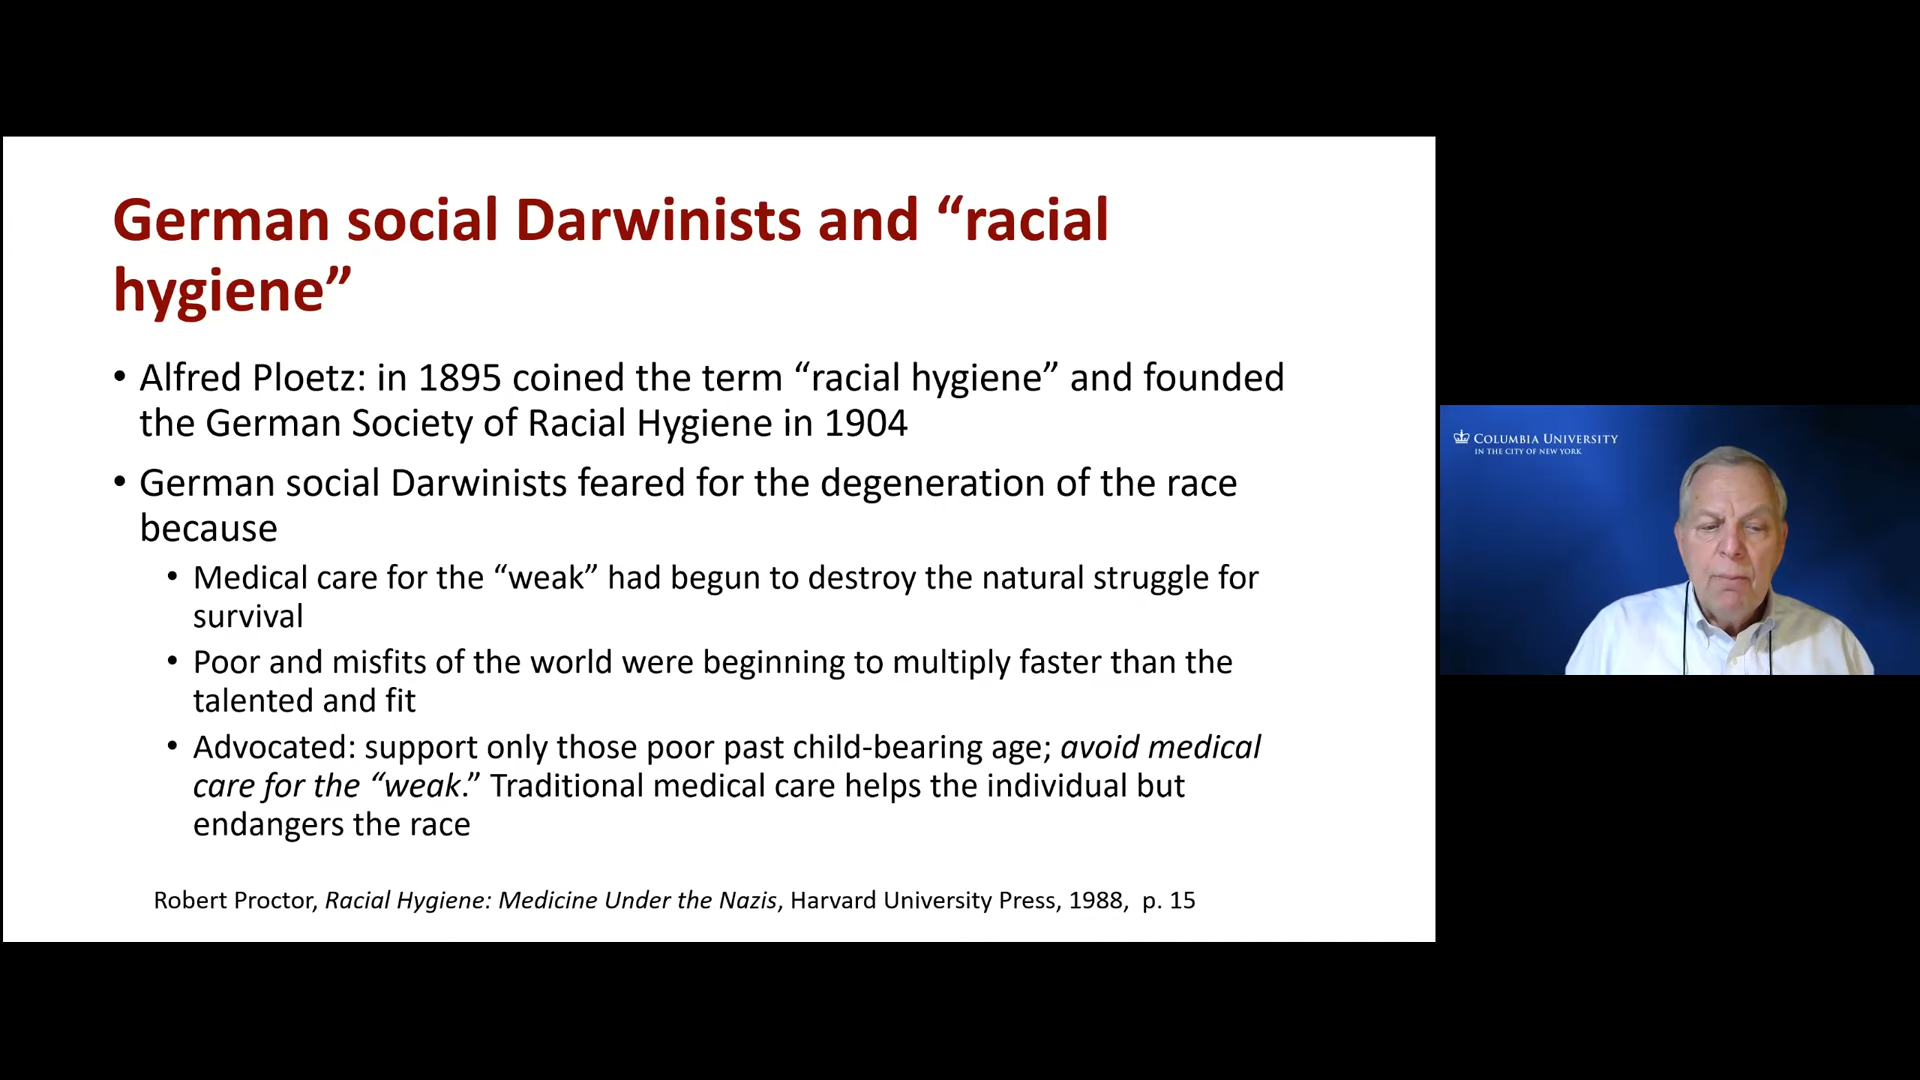 German social Darwinists and “racial
hygiene”
• Alfred Ploetz: in 1895 coined the term “racial hygiene” and founded
the German Society of Racial Hygiene in 1904
• German social Darwinists feared for the degeneration of the race
because
• Medical care for the “weak” had begun to destroy the natural struggle for
survival
• Poor and misfits of the world were beginning to multiply faster than the
talented and fit
• Advocated: support only those poor past child-bearing age; avoid medical
care for the “weak.” Traditional medical care helps the individual but
endangers the race
Robert Proctor, Racial Hygiene: Medicine Under the Nazis, Harvard University Press, 1988, p. 15
COLUMBIA UNIVERSITY
IN THE CITY OF NEW YORK